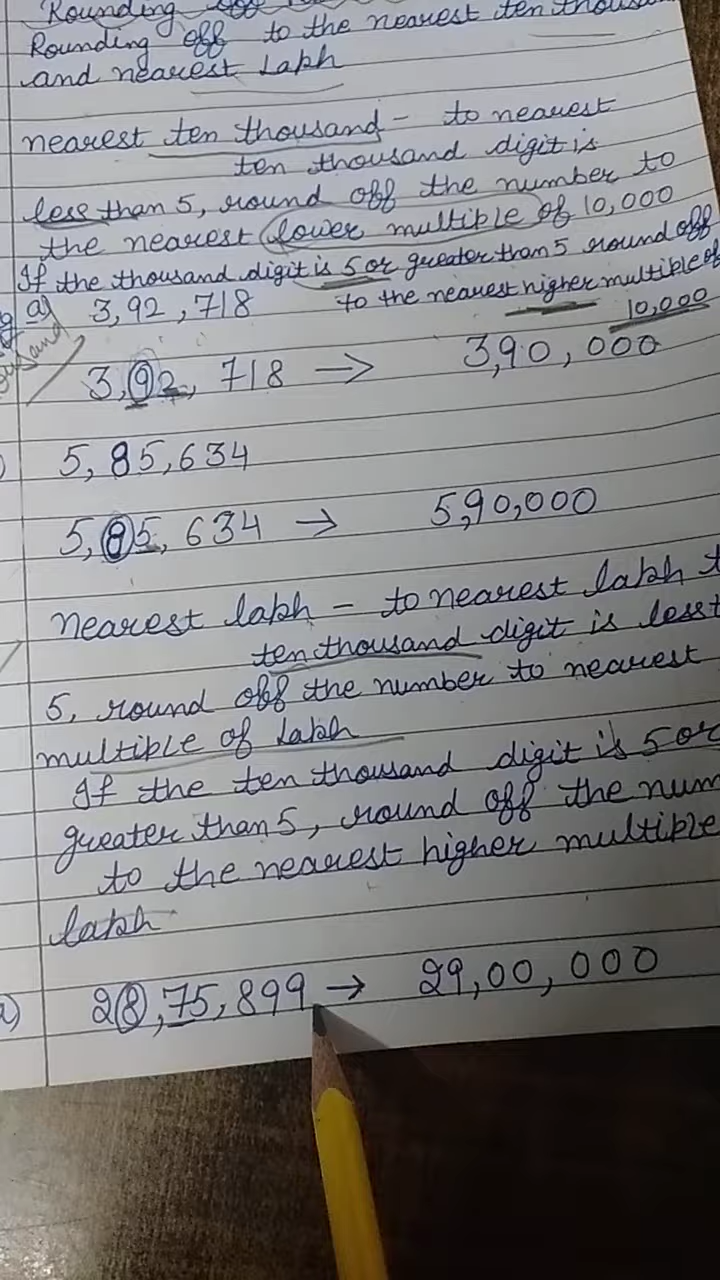 Rounding off
Rounding off to the nearest ten
and nearest Lakh
nearest ten thousand - to nearest
ten thousand digit is
less than 5, round off the number to
the nearest lower multiple of 10,000
If the thousand digit is 5 or greater than 5 round off
a) 3,92,718 to the nearest higher multiple of
10,000
3,92,718 → 3,90,000
5,85,634
5,85,634 → 5,90,000
nearest lakh - to nearest lakh
ten thousand digit is less
5, round off the number to nearest
multiple of Lakh
If the ten thousand digit is 5 or
greater than 5, round off the num
to the nearest higher multiple
lakh
a) 28,75,899 → 29,00,000